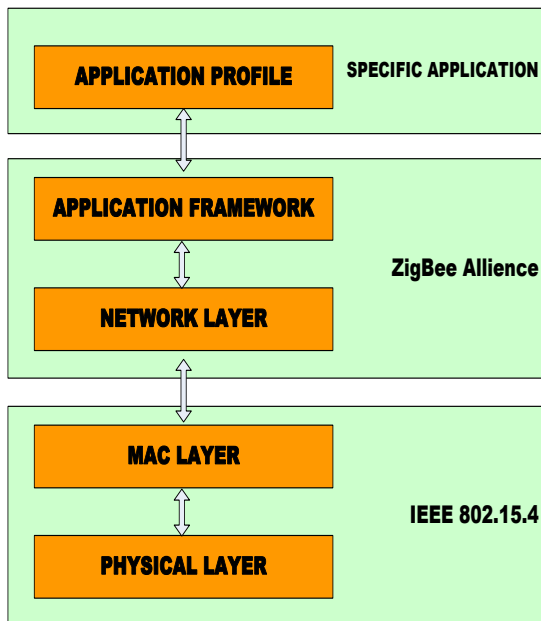 APPLICATION PROFILE
SPECIFIC APPLICATION
APPLICATION FRAMEWORK
ZigBee Allience
NETWORK LAYER
MAC LAYER
IEEE 802.15.4
PHYSICAL LAYER